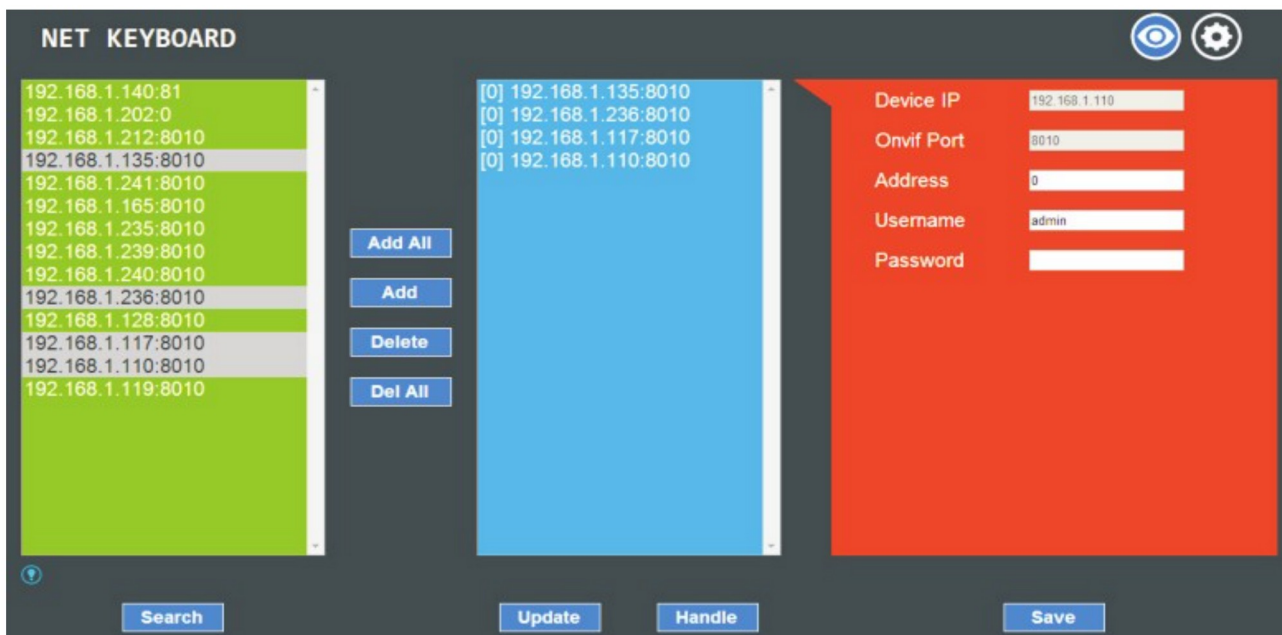 NET KEYBOARD
192.168.1.140:81
192.168.1.202:0
192.168.1.212:8010
192.168.1.135:8010
192.168.1.241:8010
192.168.1.165:8010
192.168.1.235:8010
192.168.1.239:8010
192.168.1.240:8010
192.168.1.236:8010
192.168.1.128:8010
192.168.1.117:8010
192.168.1.110:8010
192.168.1.119:8010
Add All
Add
Delete
Del All
[0] 192.168.1.135:8010
[0] 192.168.1.236:8010
[0] 192.168.1.117:8010
[0] 192.168.1.110:8010
Device IP 192.168.1.110
Onvif Port 8010
Address 0
Username admin
Password
Search
Update
Handle
Save